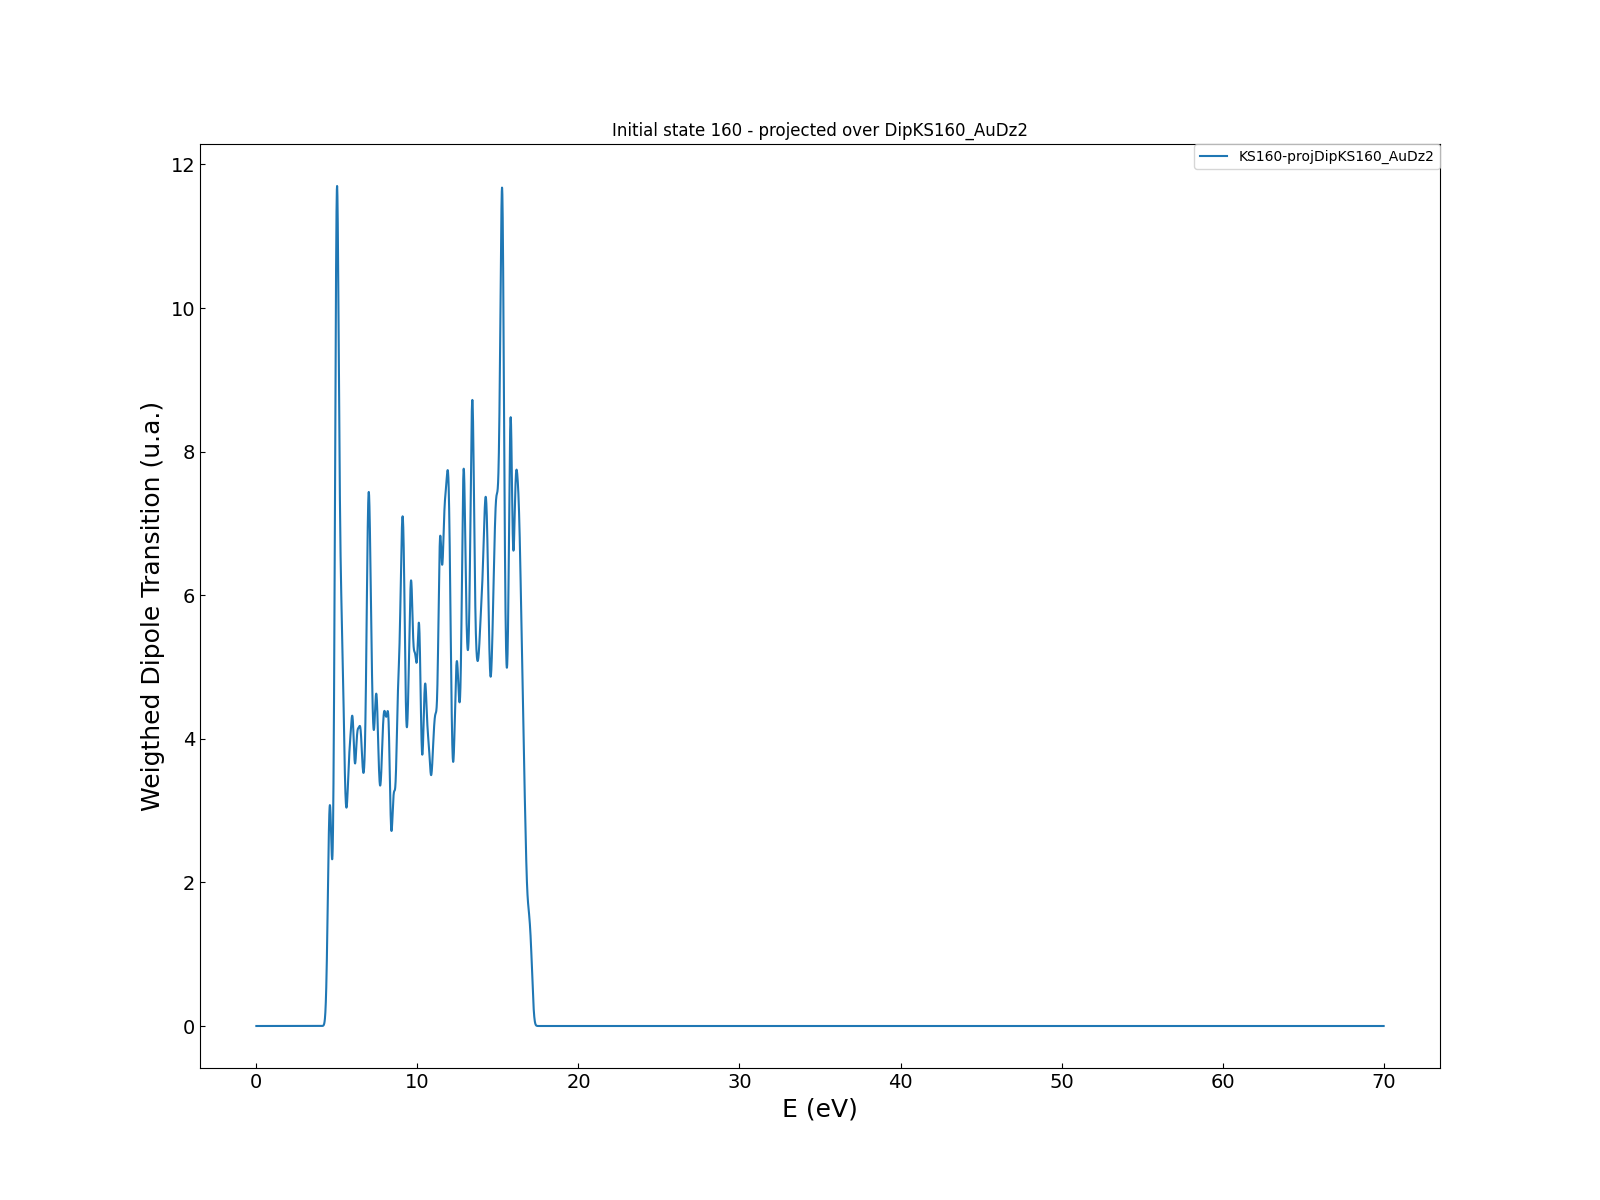 Initial state 160 - projected over DipKS160_AuDz2
KS160-projDipKS160_AuDz2
Weigthed Dipole Transition (u.a.)
12
10
8
6
4
2
0
0 10 20 30 40 50 60 70
E (eV)